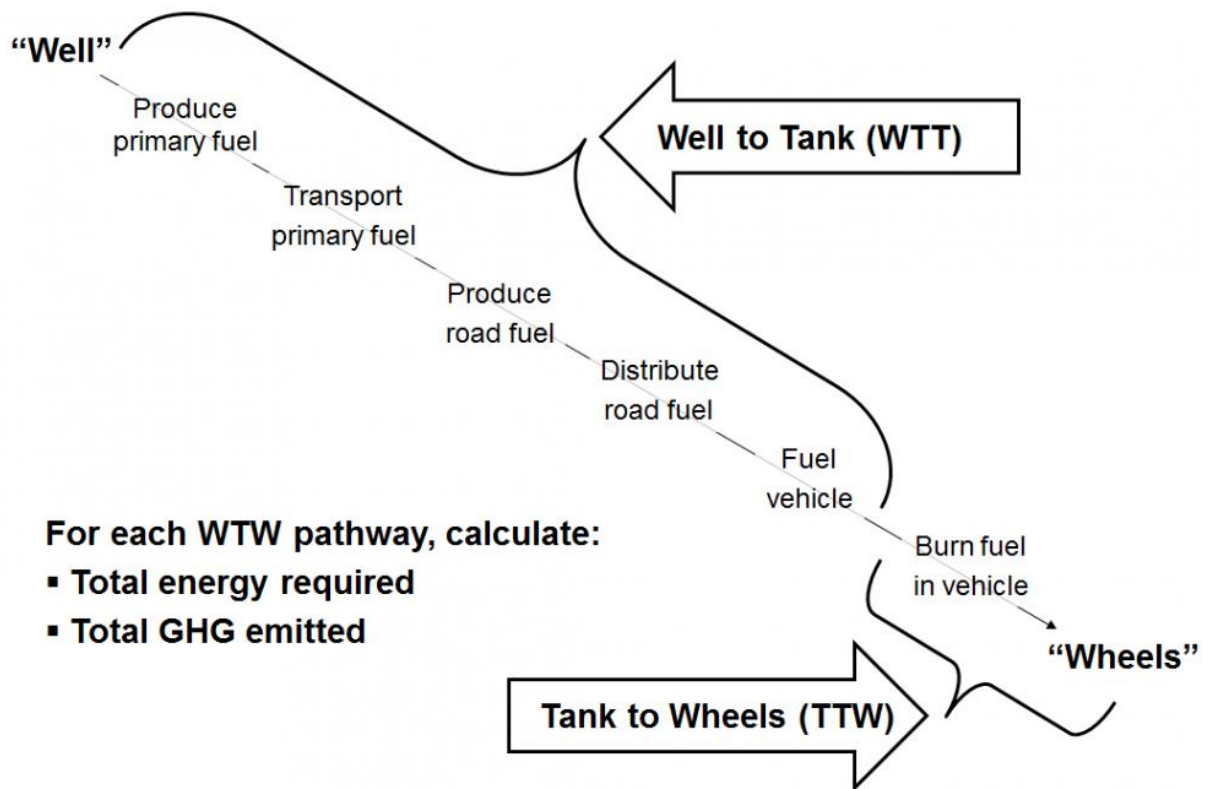 “Well”
Produce
primary fuel
Well to Tank (WTT)
Transport
primary fuel
Produce
road fuel
Distribute
road fuel
Fuel
vehicle
For each WTW pathway, calculate:
▪ Total energy required
▪ Total GHG emitted
Burn fuel
in vehicle
“Wheels”
Tank to Wheels (TTW)